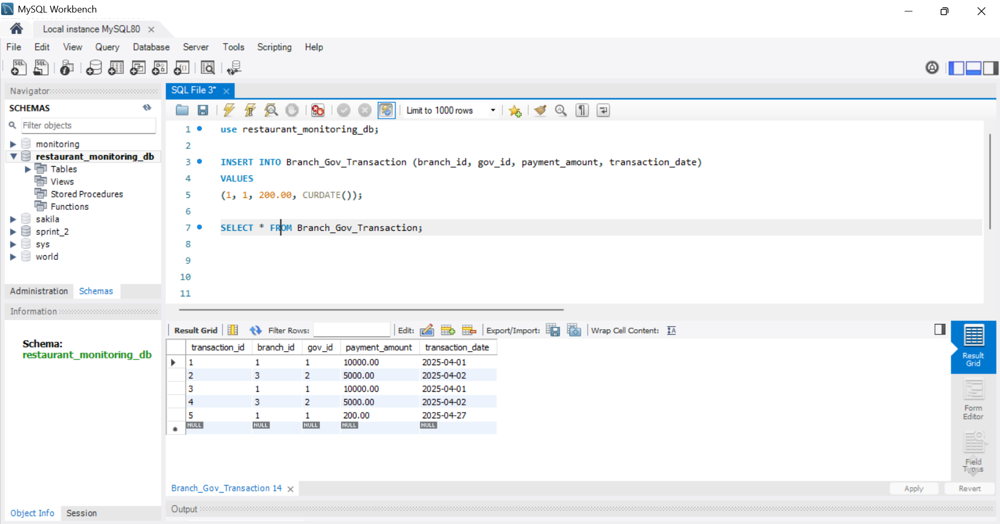 MySQL Workbench
Local instance MySQL80
File Edit View Query Database Server Tools Scripting Help
Navigator
SCHEMAS
Filter objects
monitoring
restaurant_monitoring_db
Tables
Views
Stored Procedures
Functions
sakila
sprint_2
sys
world
Administration Schemas
Information
Schema:
restaurant_monitoring_db
Object Info Session
SQL File 3*
Limit to 1000 rows
1 use restaurant_monitoring_db;
2
3 INSERT INTO Branch_Gov_Transaction (branch_id, gov_id, payment_amount, transaction_date)
4 VALUES
5 (1, 1, 200.00, CURDATE());
6
7 SELECT * FROM Branch_Gov_Transaction;
8
9
10
11
Result Grid Filter Rows: Edit: Export/Import: Wrap Cell Content:
transaction_id branch_id gov_id payment_amount transaction_date
1 1 1 10000.00 2025-04-01
2 3 2 5000.00 2025-04-02
3 1 1 10000.00 2025-04-01
4 3 2 5000.00 2025-04-02
5 1 1 200.00 2025-04-27
NULL NULL NULL NULL NULL
Result
Grid
Form
Editor
Field
Types
Branch_Gov_Transaction 14
Apply Revert
Output